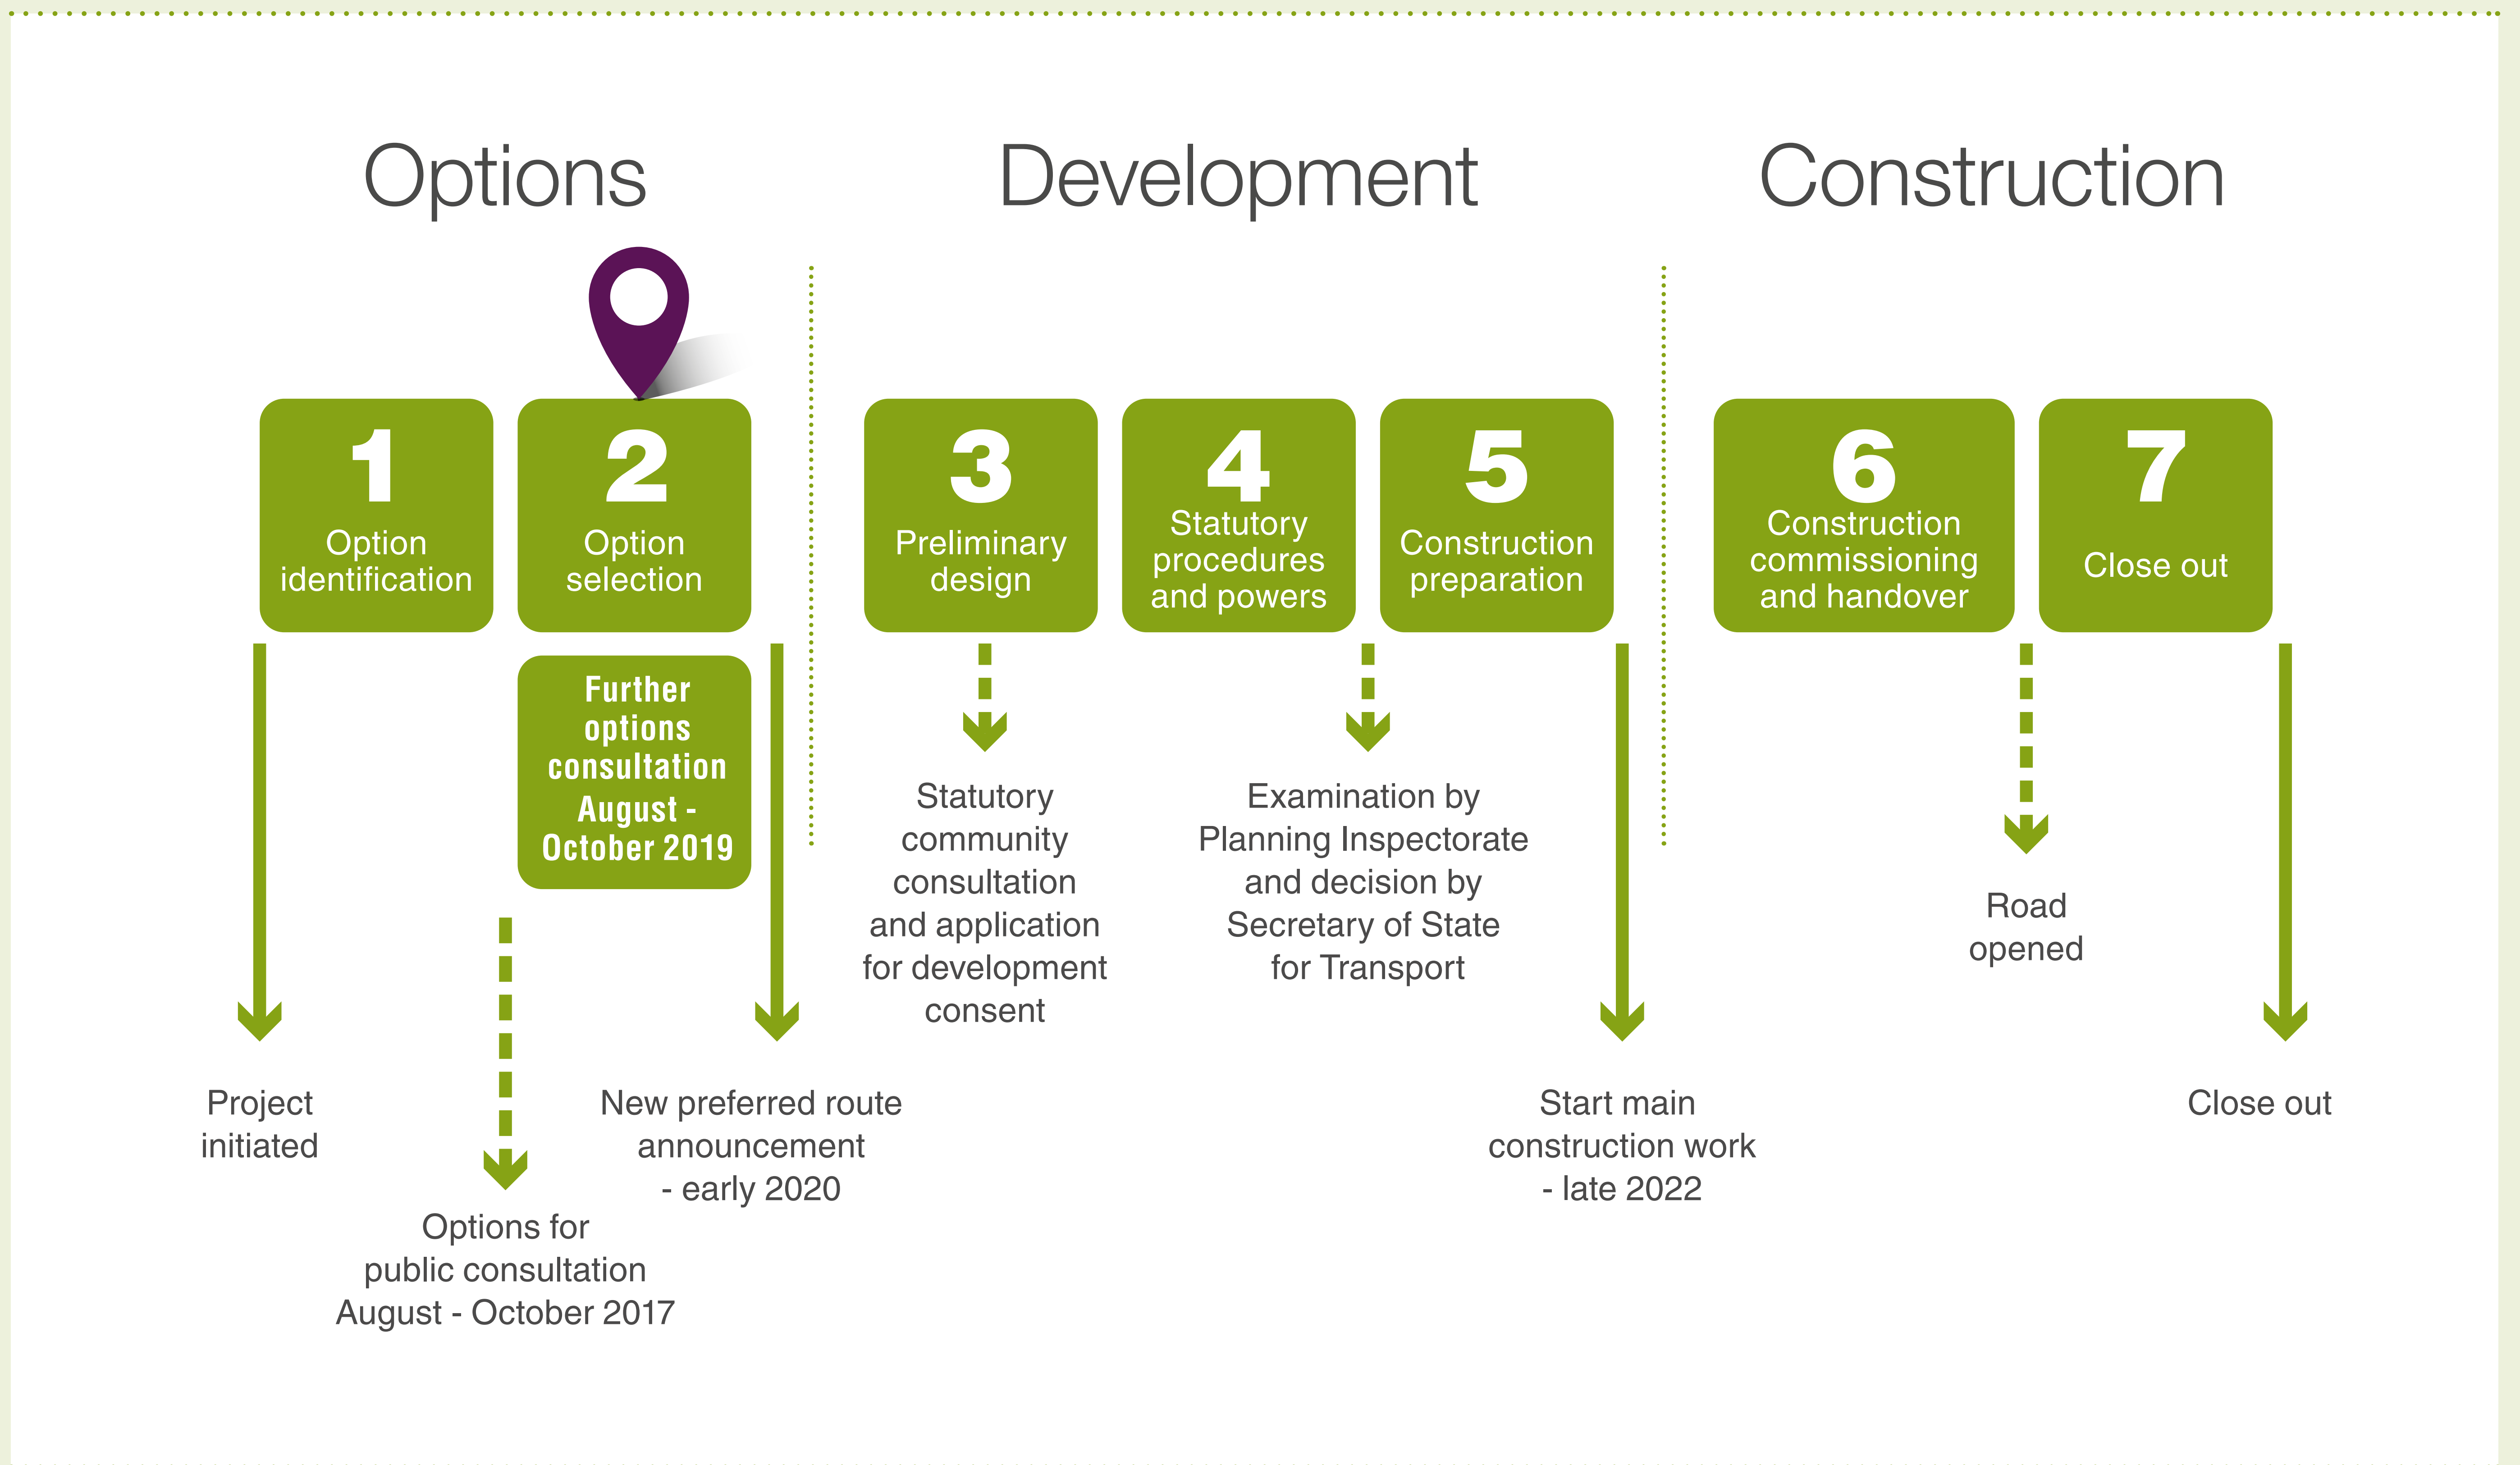 Options
Development
Construction
1
Option
identification
2
Option
selection
3
Preliminary
design
4
Statutory
procedures
and powers
5
Construction
preparation
6
Construction
commissioning
and handover
7
Close out
Further
options
consultation
August -
October 2019
Project
initiated
Options for
public consultation
August - October 2017
New preferred route
announcement
- early 2020
Statutory
community
consultation
and application
for development
consent
Examination by
Planning Inspectorate
and decision by
Secretary of State
for Transport
Start main
construction work
- late 2022
Road
opened
Close out